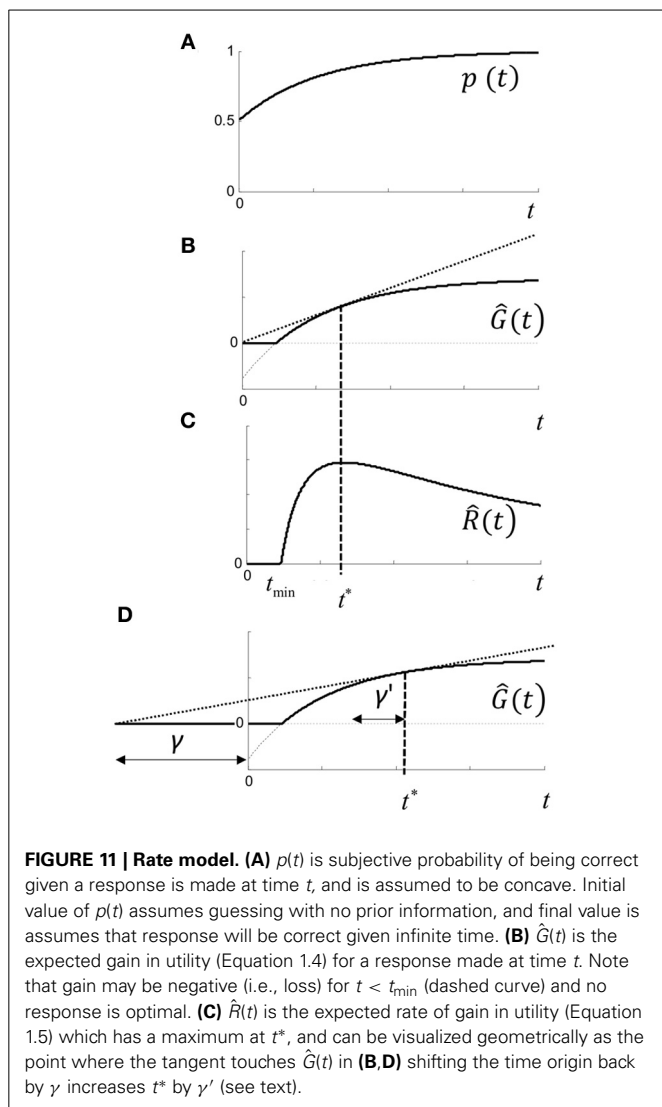 A
1
0.5
0
0
p (t)
t
B
0
0
Ĝ(t)
t
C
0
0
R̂(t)
t_min
t*
t
D
0
0
γ
γ'
Ĝ(t)
t*
t
FIGURE 11 | Rate model. (A) p(t) is subjective probability of being correct
given a response is made at time t, and is assumed to be concave. Initial
value of p(t) assumes guessing with no prior information, and final value is
assumes that response will be correct given infinite time. (B) Ĝ(t) is the
expected gain in utility (Equation 1.4) for a response made at time t. Note
that gain may be negative (i.e., loss) for t < t_min (dashed curve) and no
response is optimal. (C) R̂(t) is the expected rate of gain in utility (Equation
1.5) which has a maximum at t*, and can be visualized geometrically as the
point where the tangent touches Ĝ(t) in (B,D) shifting the time origin back
by γ increases t* by γ′ (see text).